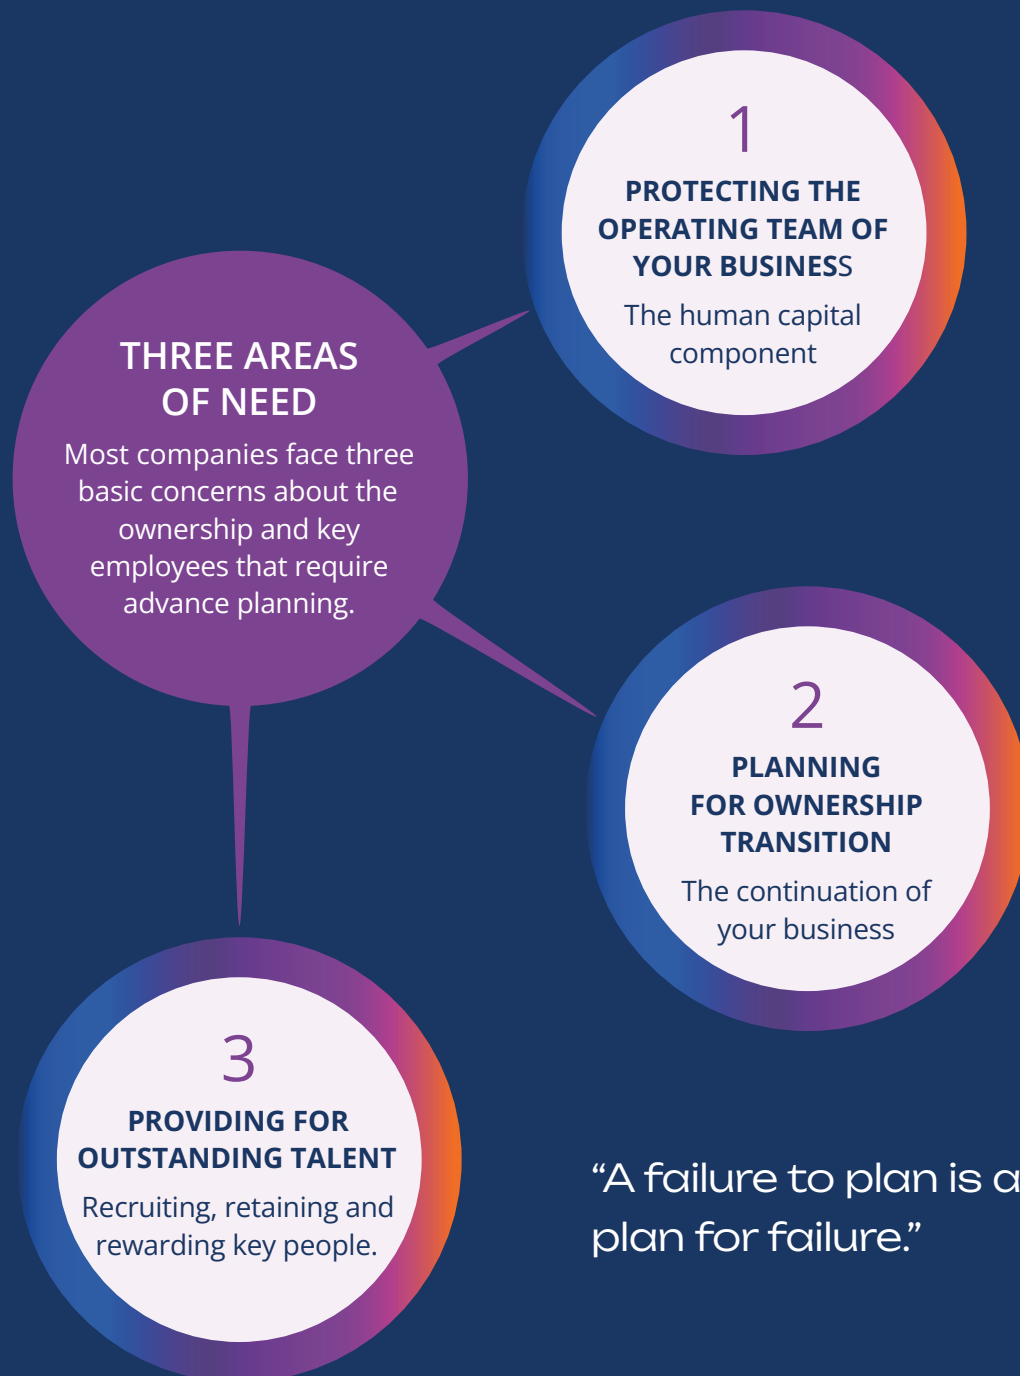 THREE AREAS
OF NEED
Most companies face three
basic concerns about the
ownership and key
employees that require
advance planning.
1
PROTECTING THE
OPERATING TEAM OF
YOUR BUSINESS
The human capital
component
2
PLANNING
FOR OWNERSHIP
TRANSITION
The continuation of
your business
3
PROVIDING FOR
OUTSTANDING TALENT
Recruiting, retaining and
rewarding key people.
“A failure to plan is a
plan for failure.”